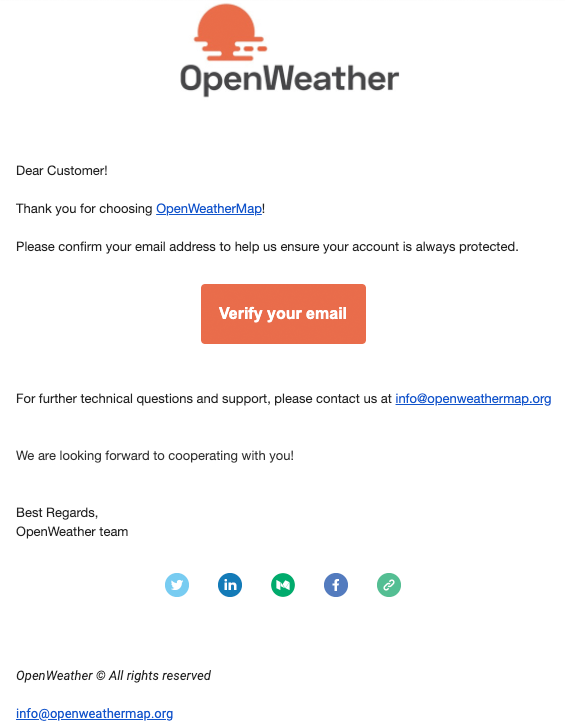 OpenWeather
Dear Customer!
Thank you for choosing OpenWeatherMap!
Please confirm your email address to help us ensure your account is always protected.
Verify your email
For further technical questions and support, please contact us at info@openweathermap.org
We are looking forward to cooperating with you!
Best Regards,
OpenWeather team
OpenWeather © All rights reserved
info@openweathermap.org